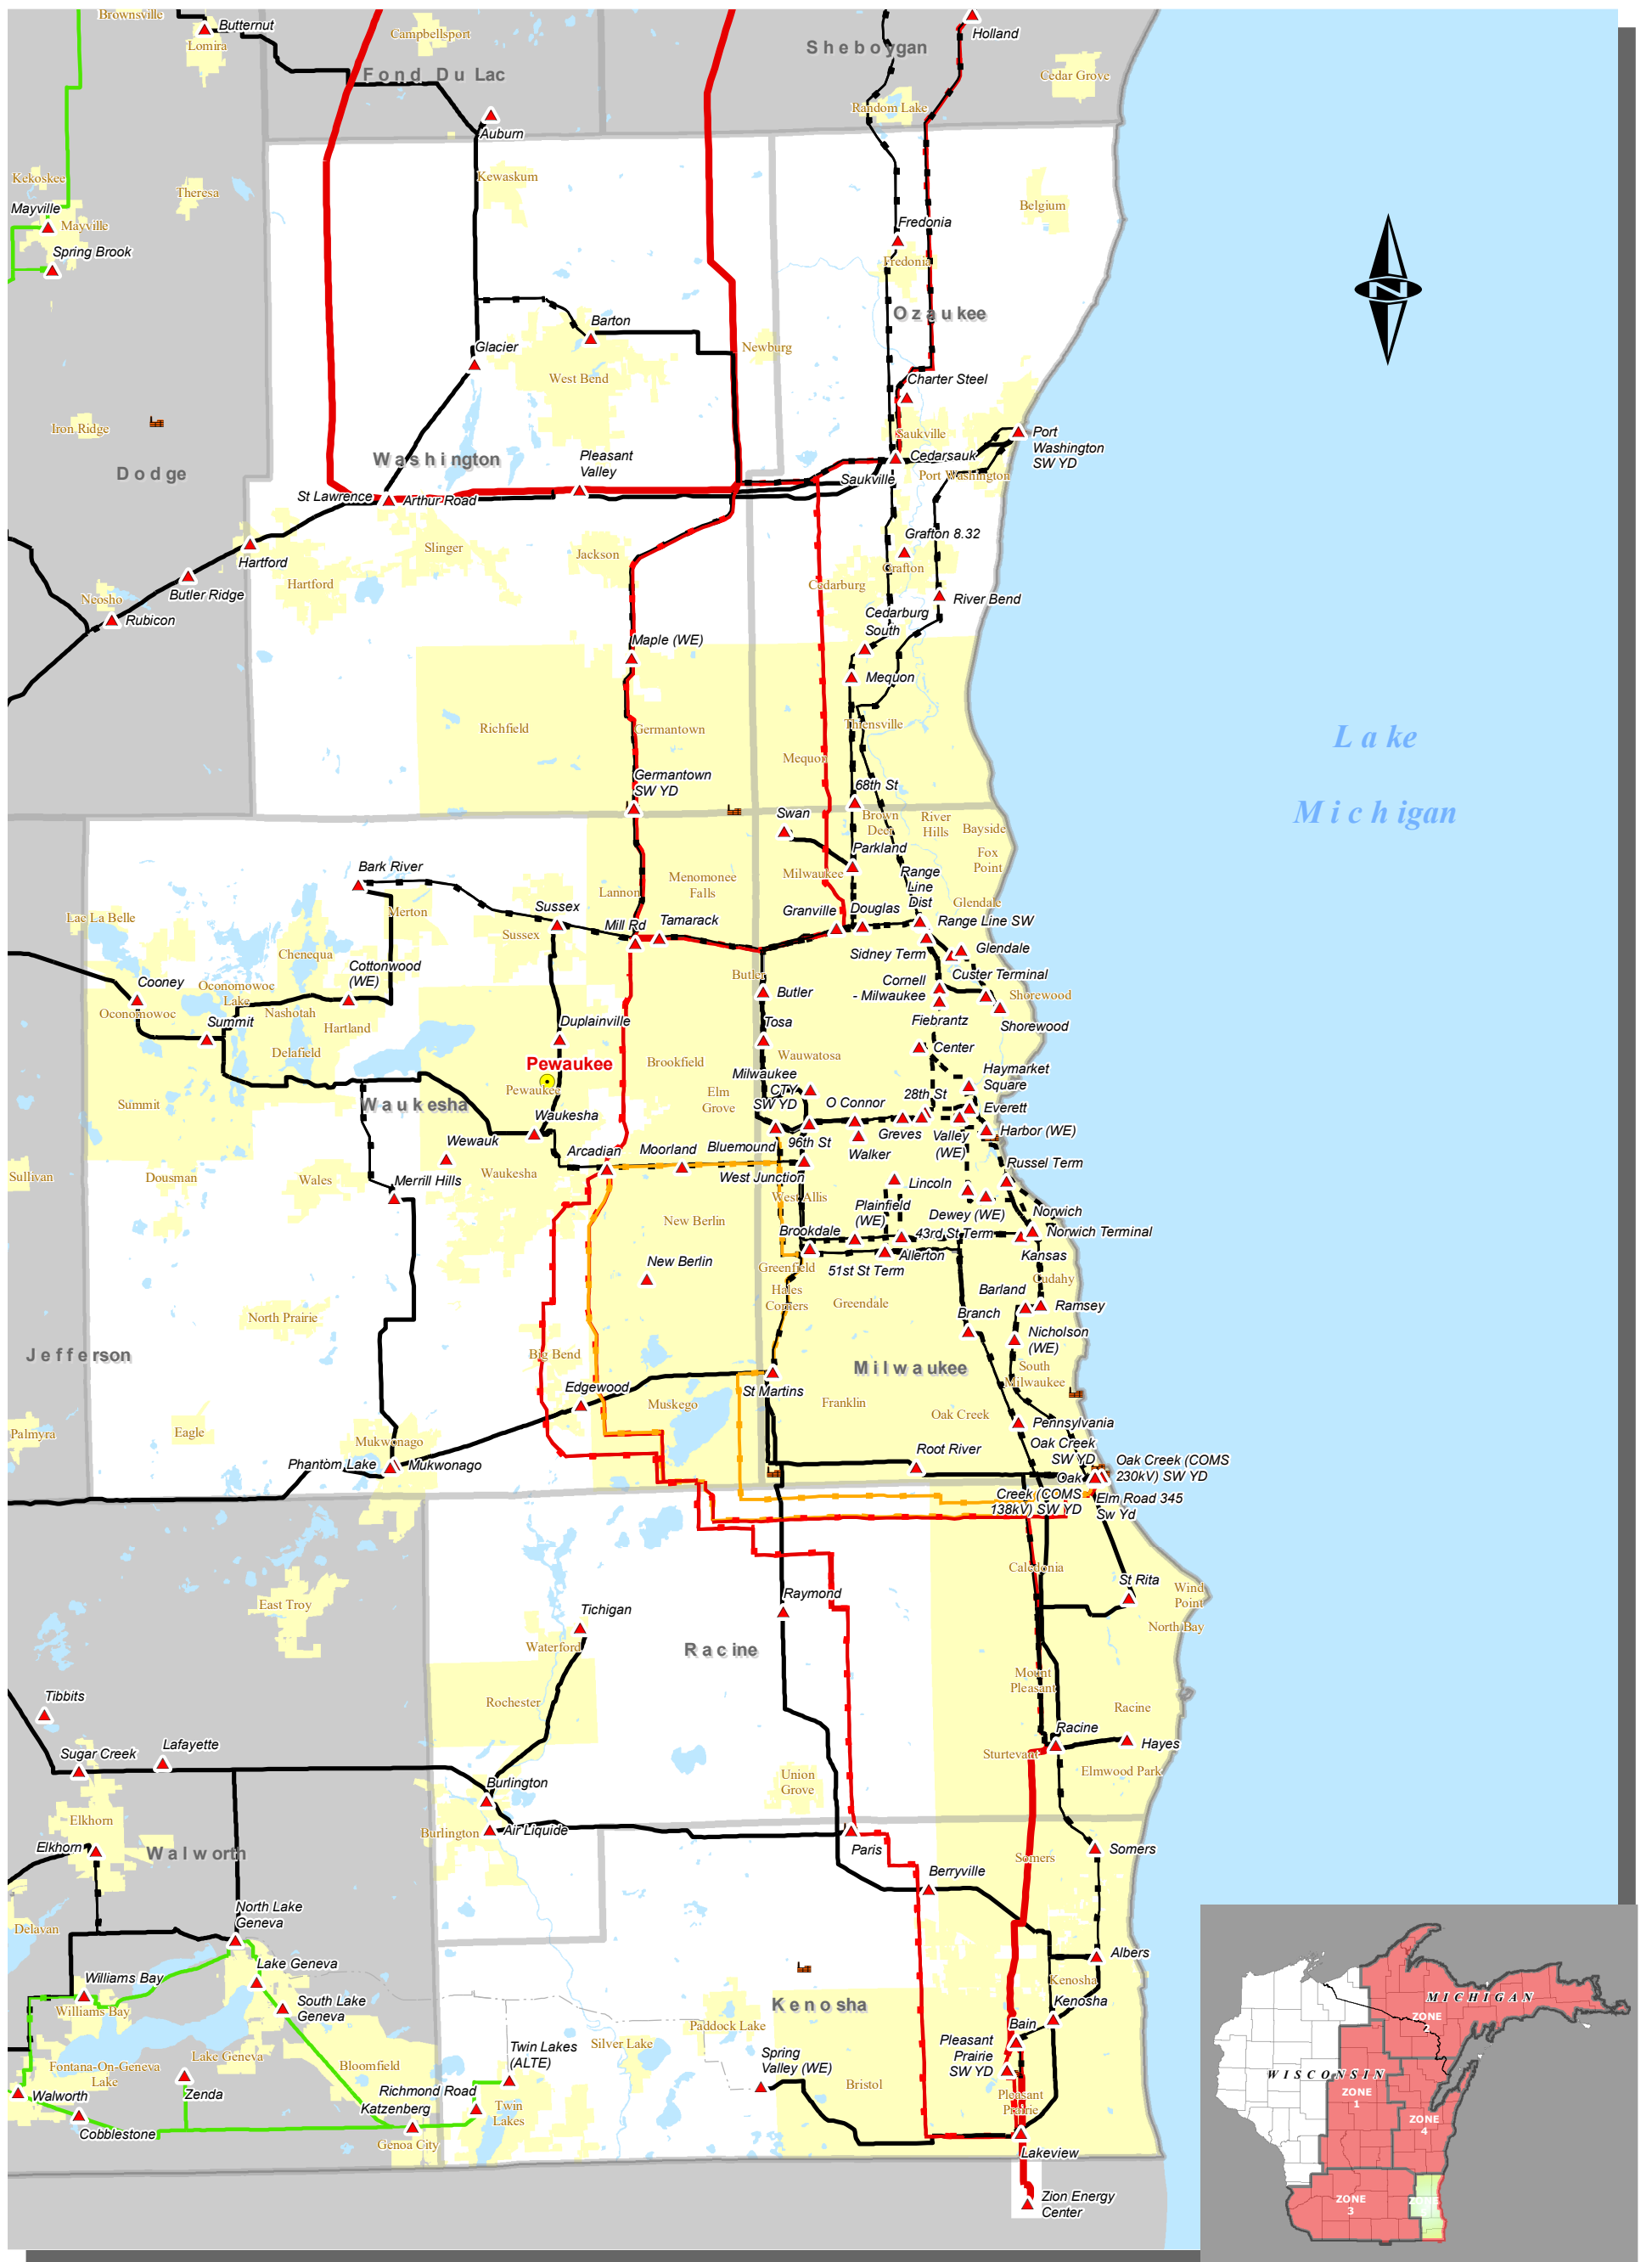 Brownsville
Butternut
Lomira
Campbellsport
Fond Du Lac
Sheboygan
Holland
Cedar Grove
Random Lake
Auburn
Kekoskee
Theresa
Kewaskum
Mayville
Mayville
Spring Brook
Belgium
Fredonia
Fredonia
Ozaukee
Barton
Glacier
Newburg
West Bend
Charter Steel
Iron Ridge
Saukville
Port
Washington
SW YD
Dodge
Washington
Pleasant
Valley
Cedarsauk
Saukville
Port Washington
St Lawrence
Arthur Road
Hartford
Slinger
Jackson
Grafton 8.32
Grafton
Hartford
Cedarburg
Butler Ridge
Neosho
Rubicon
River Bend
Cedarburg
South
Maple (WE)
Mequon
Richfield
Germantown
Thiensville
Mequon
Lake
Michigan
Germantown
SW YD
68th St
Swan
Brown
Deer
River
Hills
Bayside
Fox
Point
Parkland
Bark River
Lannon
Menomonee
Falls
Milwaukee
Range
Line
Dist
Glendale
Lac La Belle
Merton
Sussex
Sussex
Mill Rd
Tamarack
Granville
Douglas
Range Line SW
Chenequa
Sidney Term
Glendale
Cottonwood
(WE)
Butler
Custer Terminal
Cooney
Oconomowoc
Oconomowoc
Lake
Nashotah
Hartland
Butler
Cornell
- Milwaukee
Shorewood
Shorewood
Fiebrantz
Summit
Delafield
Duplainville
Tosa
Wauwatosa
Center
Pewaukee
Pewaukee
Brookfield
Milwaukee
CTY
SW YD
Haymarket
Square
Summit
Waukesha
Elm
Grove
O Connor
28th St
Everett
Waukesha
Wewauk
Bluemound
96th St
Greves
Walker
Valley
(WE)
Harbor (WE)
Arcadian
Moorland
West Junction
Russel Term
Sullivan
Dousman
Wales
Waukesha
Merrill Hills
West Allis
Lincoln
Plainfield
(WE)
Dewey (WE)
Norwich
New Berlin
Brookdale
43rd St Term
Norwich Terminal
Allerton
Kansas
Greenfield
51st St Term
New Berlin
Hales
Corners
Greendale
Cudahy
Barland
Ramsey
Branch
North Prairie
Nicholson
(WE)
Jefferson
Big Bend
Milwaukee
South
Milwaukee
Edgewood
St Martins
Muskego
Franklin
Oak Creek
Pennsylvania
Palmyra
Eagle
Mukwonago
Phantom Lake
Mukwonago
Root River
Oak Creek
SW YD
Oak Creek (COMS
230kV) SW YD
Oak
Creek (COMS
138kV) SW YD
Elm Road 345
Sw Yd
Caledonia
St Rita
Wind
Point
East Troy
Tichigan
Raymond
North Bay
Waterford
Racine
Mount
Pleasant
Rochester
Tibbits
Racine
Racine
Hayes
Sugar Creek
Lafayette
Sturtevant
Elmwood Park
Burlington
Union
Grove
Elkhorn
Burlington
Air Liquide
Paris
Elkhorn
Walworth
Somers
Somers
Berryville
North Lake
Geneva
Delavan
Albers
Lake Geneva
Williams Bay
Williams Bay
South Lake
Geneva
Kenosha
Kenosha
Kenosha
Paddock Lake
Bain
Silver Lake
Pleasant
Prairie
SW YD
Lake Geneva
Fontana-On-Geneva
Lake
Bloomfield
Twin Lakes
(ALTE)
Spring
Valley (WE)
Bristol
Pleasant
Prairie
Walworth
Zenda
Richmond Road
Katzenberg
Twin
Lakes
Cobblestone
Genoa City
Lakeview
Zion Energy
Center
N
MICHIGAN
ZONE
2
WISCONSIN
ZONE
1
ZONE
4
ZONE
3
ZONE